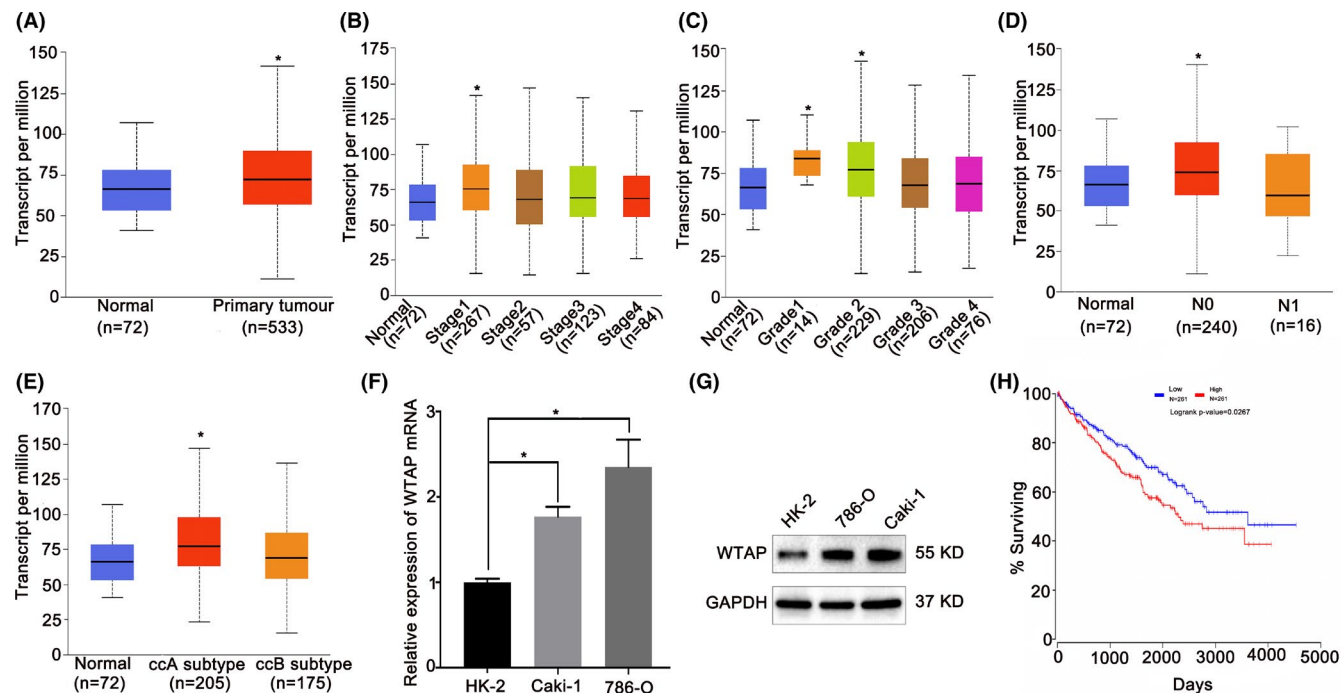 (A)
Transcript per million
150
125
100
75
50
25
0
*
Normal
(n=72)
Primary tumour
(n=533)
(B)
Transcript per million
175
150
125
100
75
50
25
0
*
Normal
(n=72)
Stage1
(n=267)
Stage2
(n=57)
Stage3
(n=123)
Stage4
(n=84)
(C)
Transcript per million
150
125
100
75
50
25
0
*
*
Normal
(n=72)
Grade1
(n=14)
Grade 2
(n=229)
Grade 3
(n=206)
Grade 4
(n=76)
(D)
Transcript per million
150
125
100
75
50
25
0
*
Normal
(n=72)
N0
(n=240)
N1
(n=16)
(E)
Transcript per million
170
150
125
100
75
50
25
0
*
Normal
(n=72)
ccA subtype
(n=205)
ccB subtype
(n=175)
(F)
Relative expression of WTAP mRNA
3
2
1
0
*
*
HK-2
Caki-1
786-O
(G)
HK-2
786-O
Caki-1
WTAP
55 KD
GAPDH
37 KD
(H)
% Surviving
100
80
60
40
20
0
Low
N=261
High
N=261
Logrank p-value=0.0267
0
1000
2000
3000
4000
5000
Days